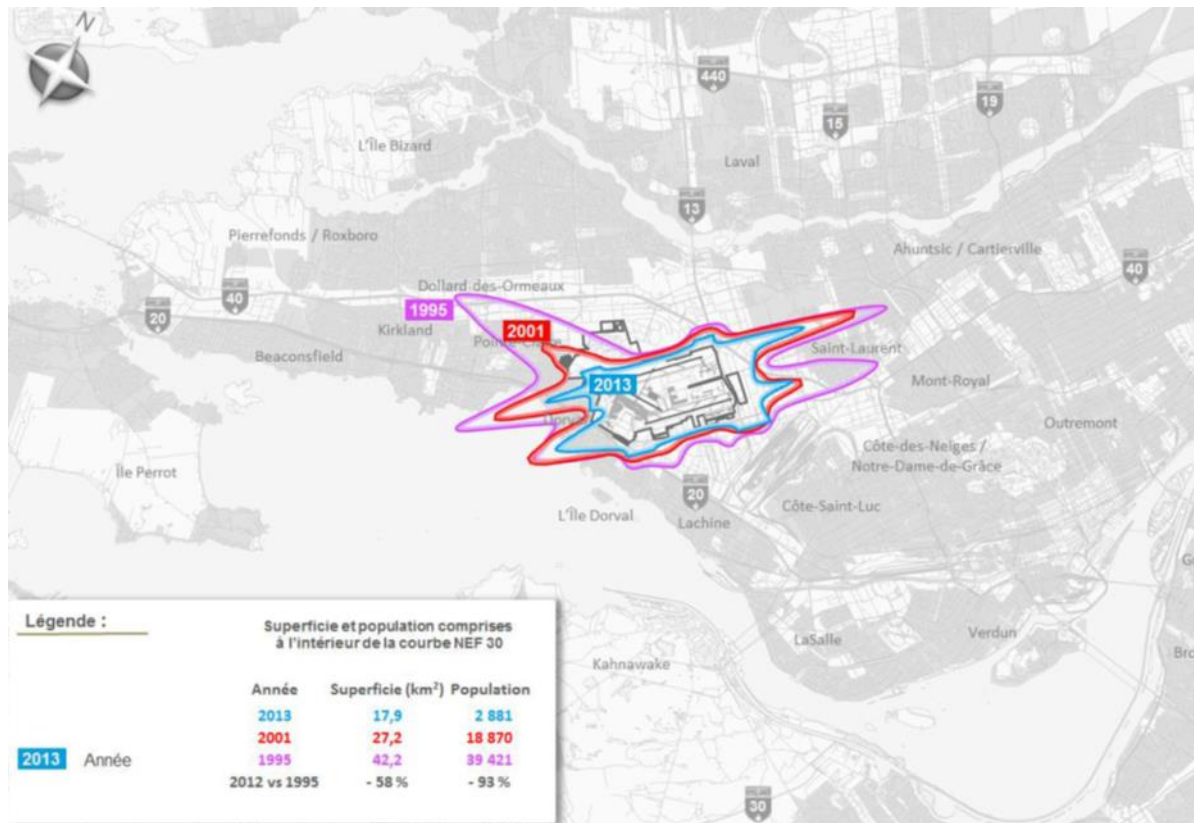 N
440
19
15
L'Île Bizard
Laval
13
Pierrefonds / Roxboro
Ahuntsic / Cartierville
40
Dollard-des-Ormeaux
40
1995
20
Kirkland
2001
Saint-Laurent
Beaconsfield
2013
Mont-Royal
Outremont
Côte-des-Neiges /
Notre-Dame-de-Grâce
Île Perrot
20
Côte-Saint-Luc
L'Île Dorval
Lachine
LaSalle
Verdun
Kahnawake
30
Légende :
Superficie et population comprises
à l'intérieur de la courbe NEF 30
Année Superficie (km²) Population
2013 17,9 2 881
2001 27,2 18 870
1995 42,2 39 421
2012 vs 1995 - 58 % - 93 %
2013 Année